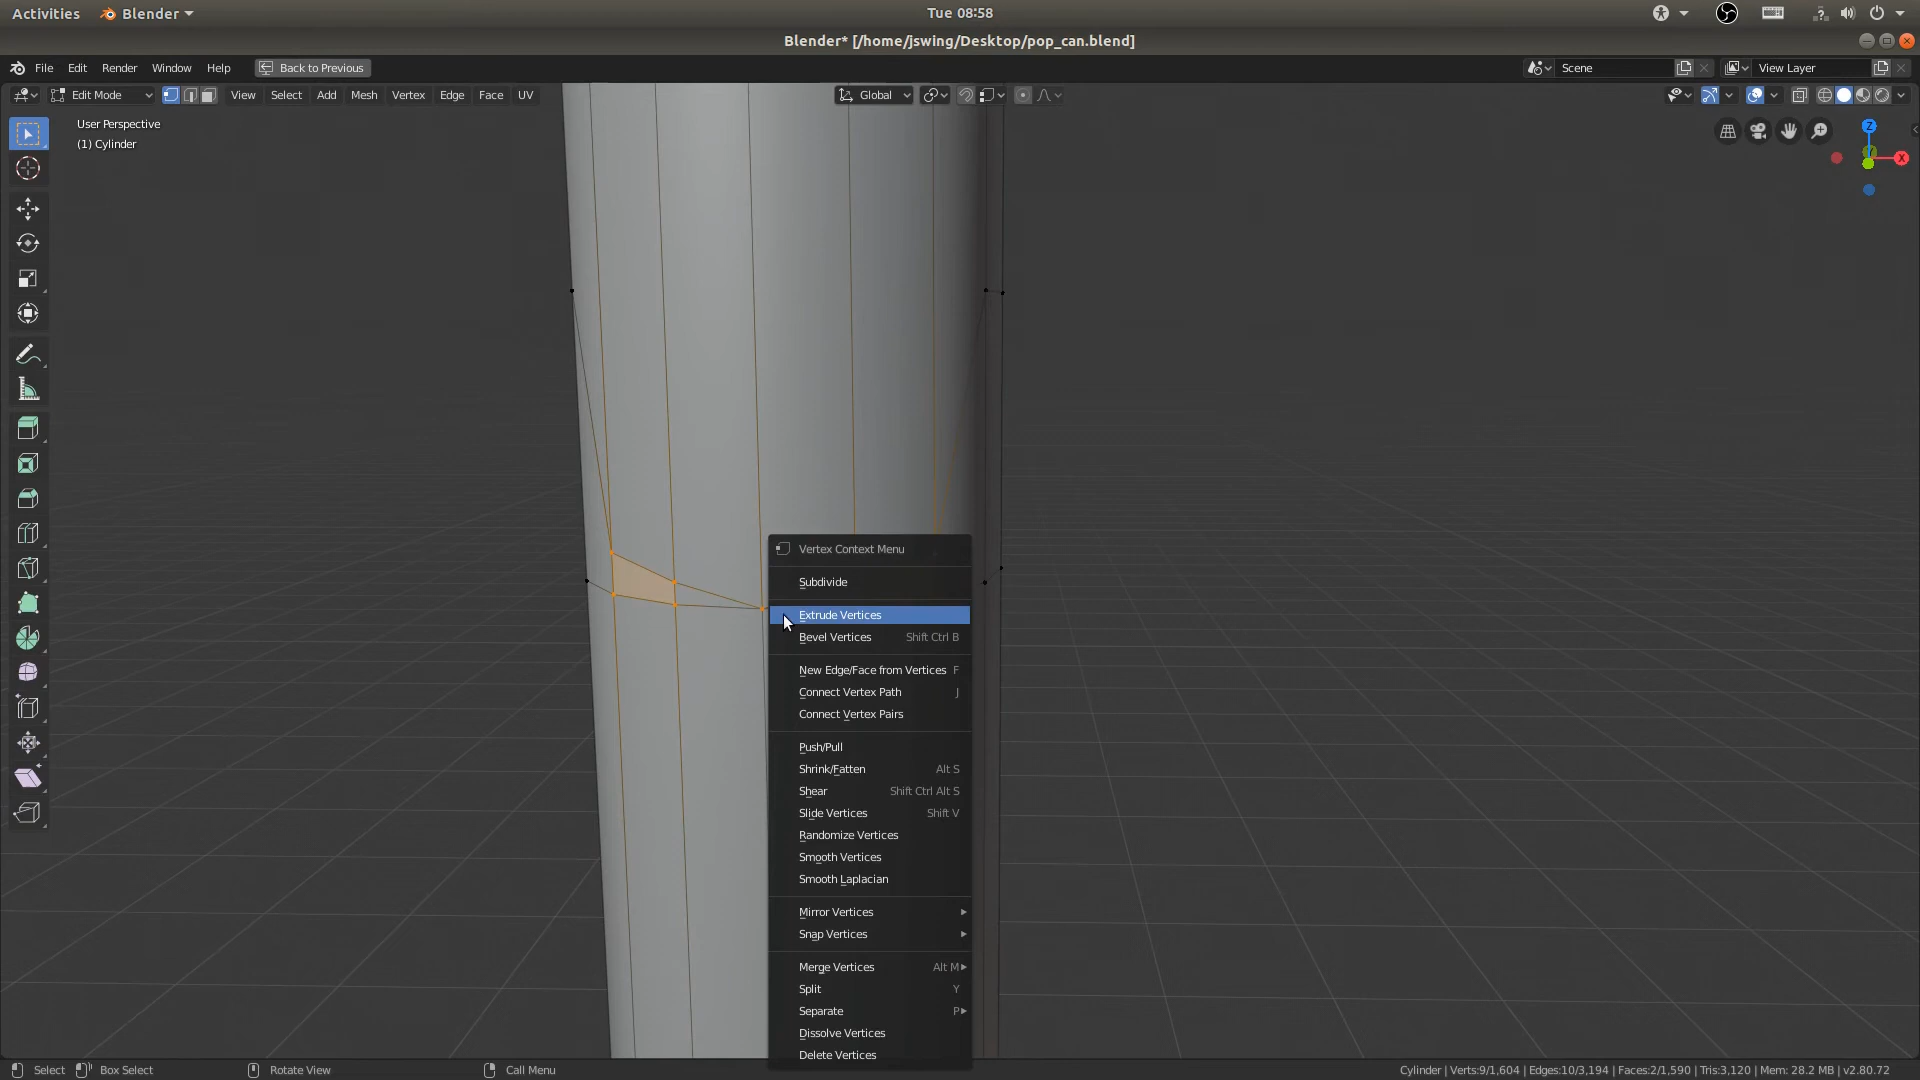 Activities Blender Tue 08:58
Blender* [/home/jswing/Desktop/pop_can.blend]
File Edit Render Window Help Back to Previous Scene View Layer
Edit Mode View Select Add Mesh Vertex Edge Face UV Global
User Perspective
(1) Cylinder
Z
X
Vertex Context Menu
Subdivide
Extrude Vertices
Bevel Vertices Shift Ctrl B
New Edge/Face from Vertices F
Connect Vertex Path J
Connect Vertex Pairs
Push/Pull
Shrink/Fatten Alt S
Shear Shift Ctrl Alt S
Slide Vertices Shift V
Randomize Vertices
Smooth Vertices
Smooth Laplacian
Mirror Vertices
Snap Vertices
Merge Vertices Alt M
Split Y
Separate P
Dissolve Vertices
Delete Vertices
Select Box Select Rotate View Call Menu Cylinder | Verts:9/1,604 | Edges:10/3,194 | Faces:2/1,590 | Tris:3,120 | Mem: 28.2 MB | v2.80.72